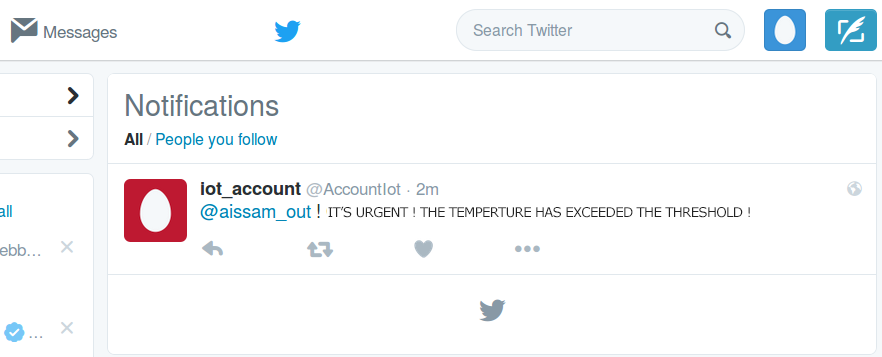 Messages
Search Twitter
Notifications
All / People you follow
iot_account @AccountIot · 2m
@aissam_out ! IT'S URGENT ! THE TEMPERTURE HAS EXCEEDED THE THRESHOLD !
all
ebb...
...